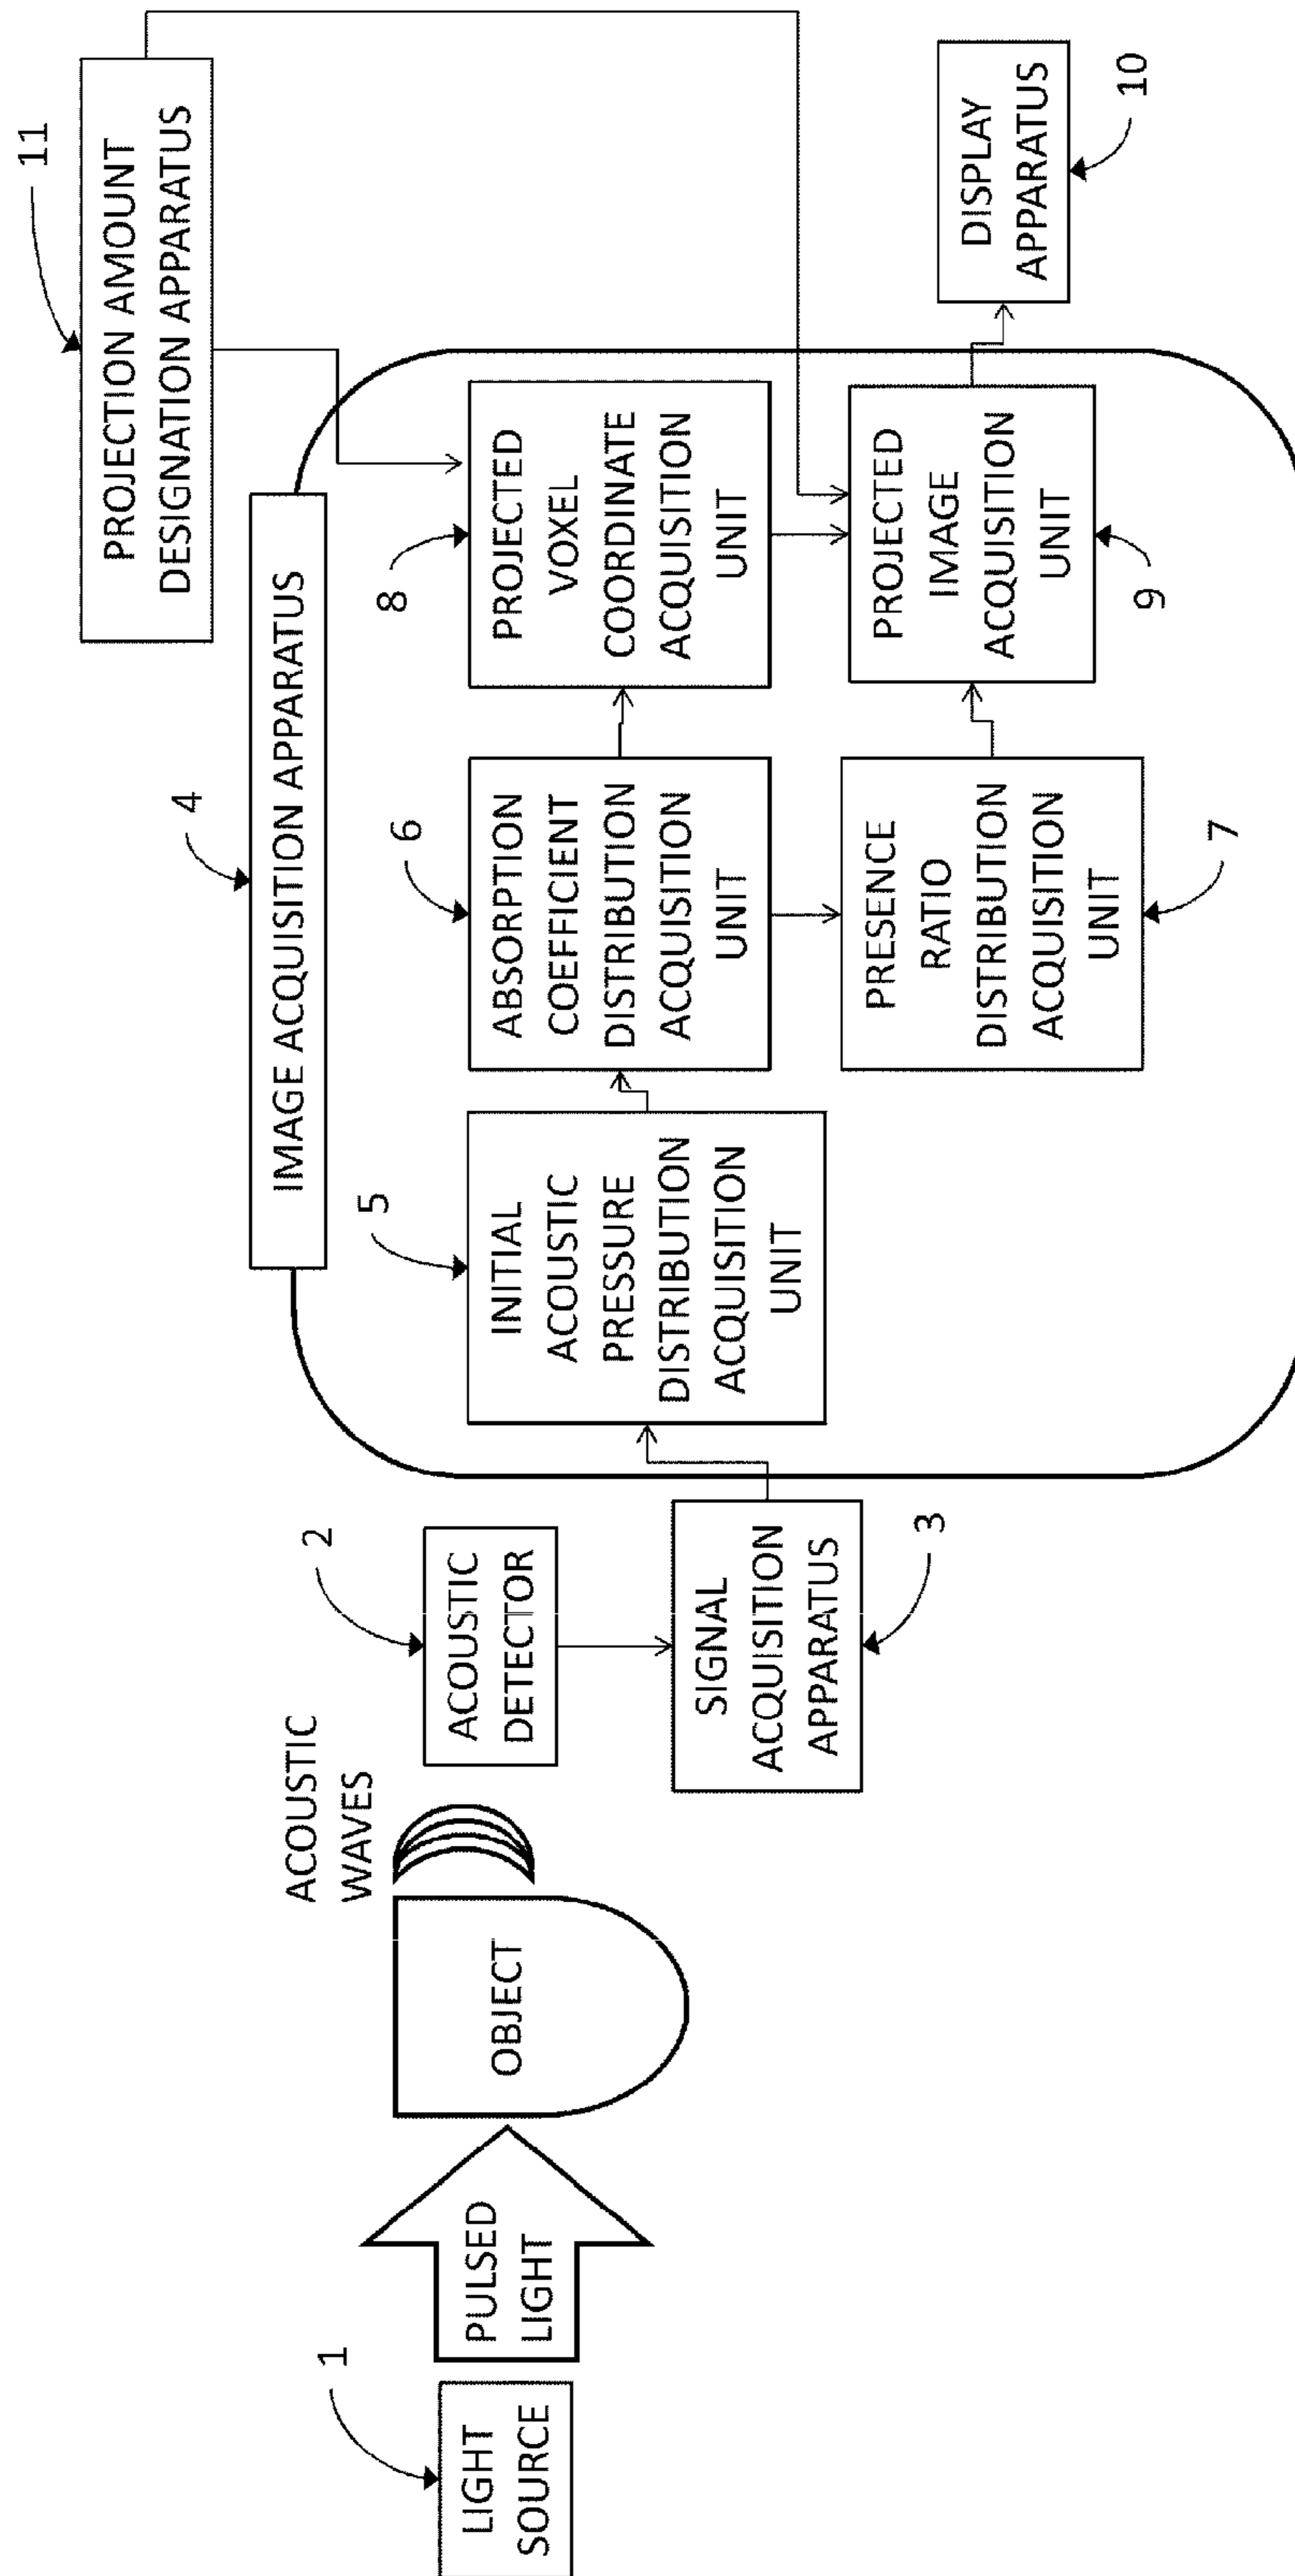 11
PROJECTION AMOUNT
DESIGNATION APPARATUS
4
IMAGE ACQUISITION APPARATUS
1
LIGHT
SOURCE
PULSED
LIGHT
OBJECT
ACOUSTIC
WAVES
2
ACOUSTIC
DETECTOR
SIGNAL
ACQUISITION
APPARATUS
3
5
INITIAL
ACOUSTIC
PRESSURE
DISTRIBUTION
ACQUISITION
UNIT
6
ABSORPTION
COEFFICIENT
DISTRIBUTION
ACQUISITION
UNIT
8
PROJECTED
VOXEL
COORDINATE
ACQUISITION
UNIT
PRESENCE
RATIO
DISTRIBUTION
ACQUISITION
UNIT
7
PROJECTED
IMAGE
ACQUISITION
UNIT
9
DISPLAY
APPARATUS
10